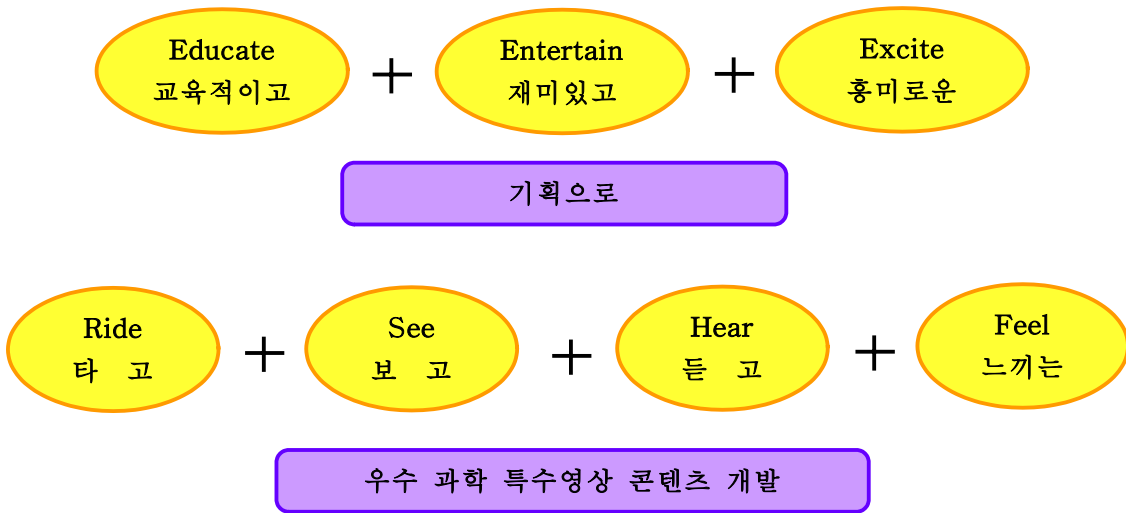 Educate
교육적이고
+
Entertain
재미있고
+
Excite
흥미로운
기획으로
Ride
타 고
+
See
보 고
+
Hear
듣 고
+
Feel
느끼는
우수 과학 특수영상 콘텐츠 개발